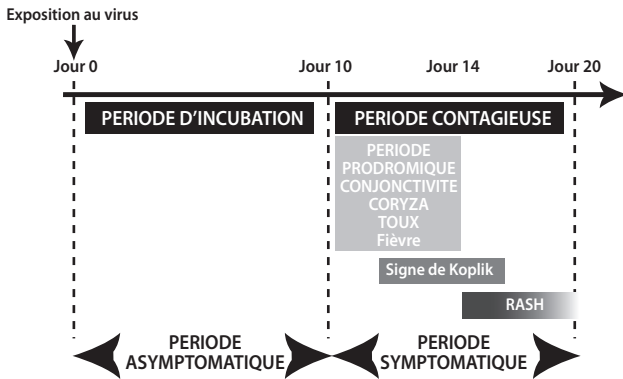 Exposition au virus
Jour 0 Jour 10 Jour 14 Jour 20
PERIODE D'INCUBATION PERIODE CONTAGIEUSE
PERIODE
PRODROMIQUE
CONJONCTIVITE
CORYZA
TOUX
Fièvre
Signe de Koplik
RASH
PERIODE PERIODE
ASYMPTOMATIQUE SYMPTOMATIQUE